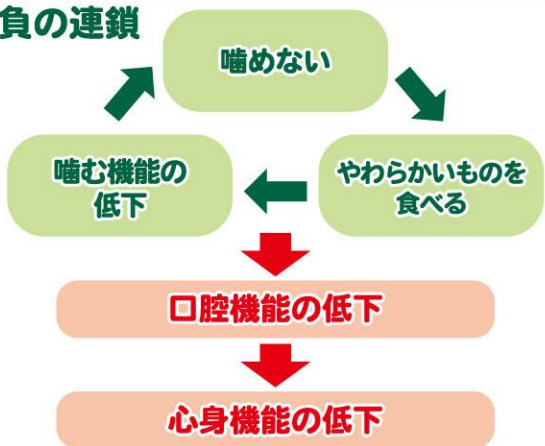 負の連鎖
噛めない
やわらかいものを
食べる
噛む機能の
低下
口腔機能の低下
心身機能の低下